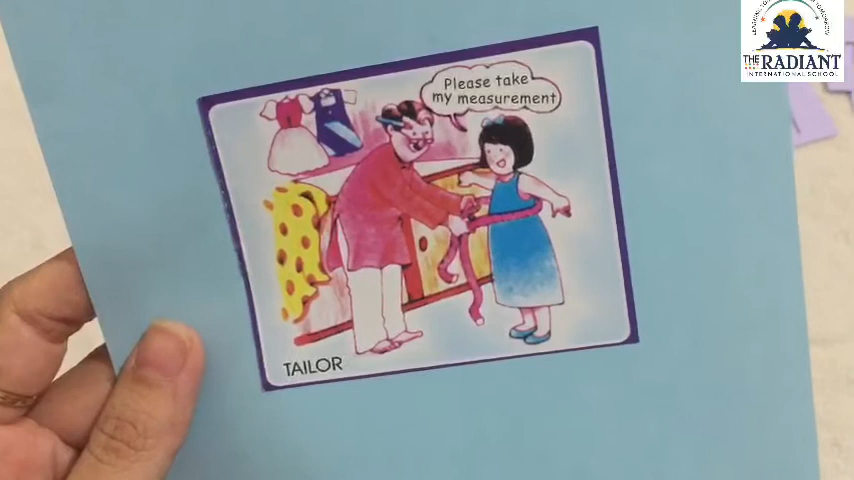 Please take
my measurement
TAILOR
THE RADIANT
INTERNATIONAL SCHOOL